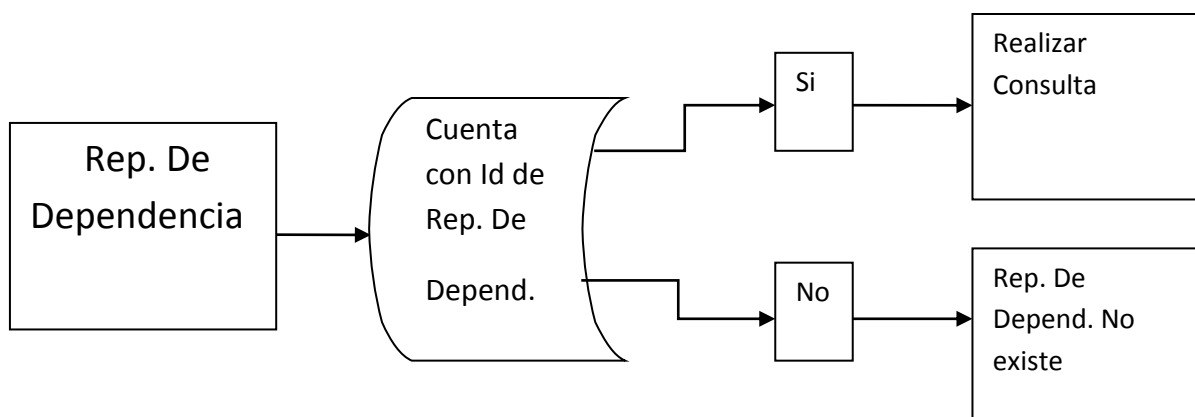 Rep. De
Dependencia
Cuenta
con Id de
Rep. De
Depend.
Si
Realizar
Consulta
No
Rep. De
Depend. No
existe